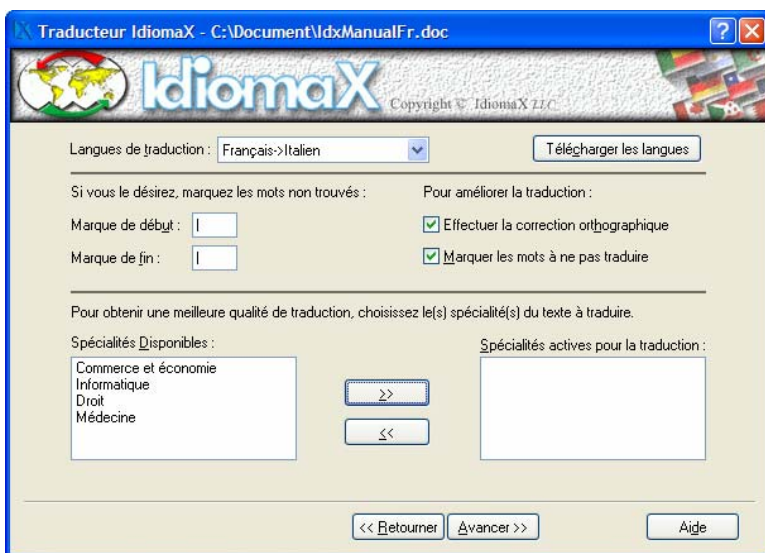 Traducteur IdiomaX - C:\Document\IdxManualFr.doc
IdiomaX Copyright © IdiomaX LLC
Langues de traduction : Français->Italien Télécharger les langues
Si vous le désirez, marquez les mots non trouvés : Pour améliorer la traduction :
Marque de début : | Effectuer la correction orthographique
Marque de fin : | Marquer les mots à ne pas traduire
Pour obtenir une meilleure qualité de traduction, choisissez le(s) spécialité(s) du texte à traduire.
Spécialités Disponibles : Spécialités actives pour la traduction :
Commerce et économie
Informatique
Droit
Médecine
>>
<<
<< Retourner Avancer >> Aide